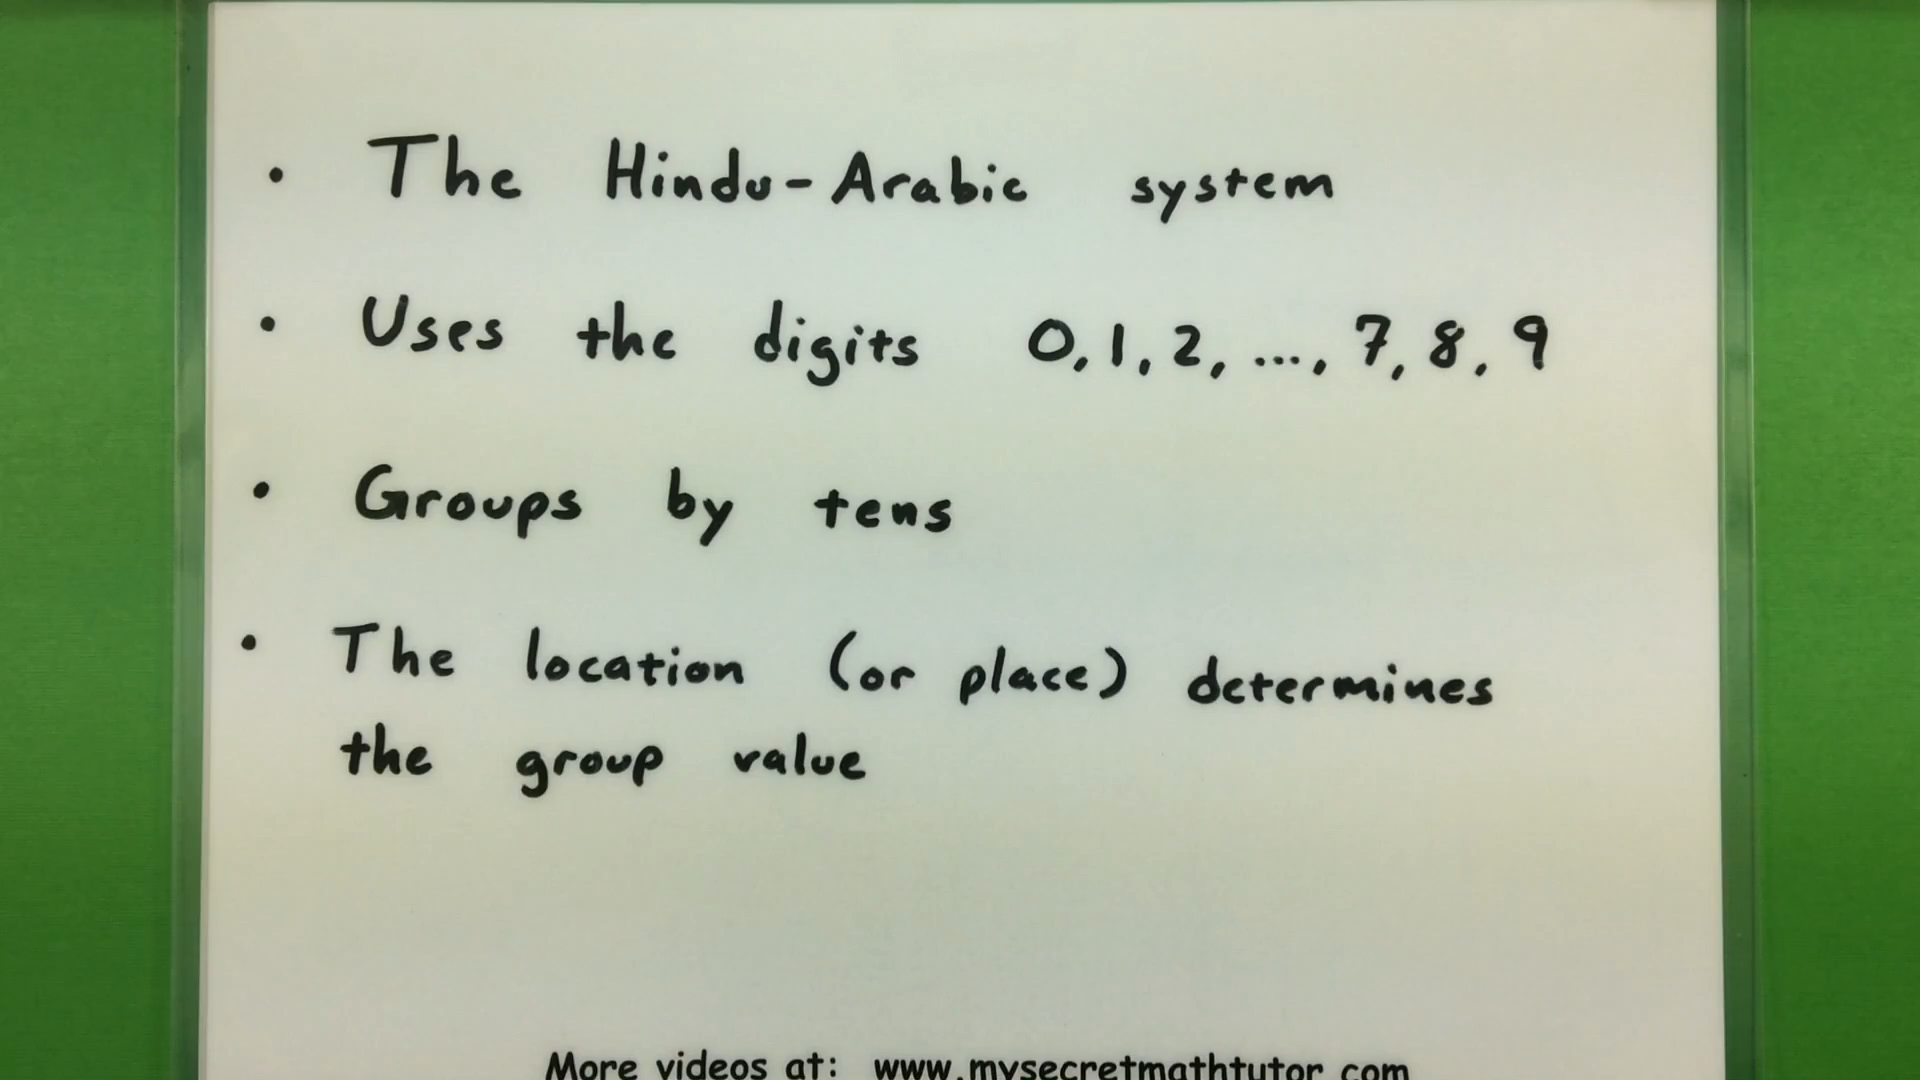 • The Hindu-Arabic system
• Uses the digits 0, 1, 2, ..., 7, 8, 9
• Groups by tens
• The location (or place) determines
the group value
More videos at: www.mysecretmathtutor.com